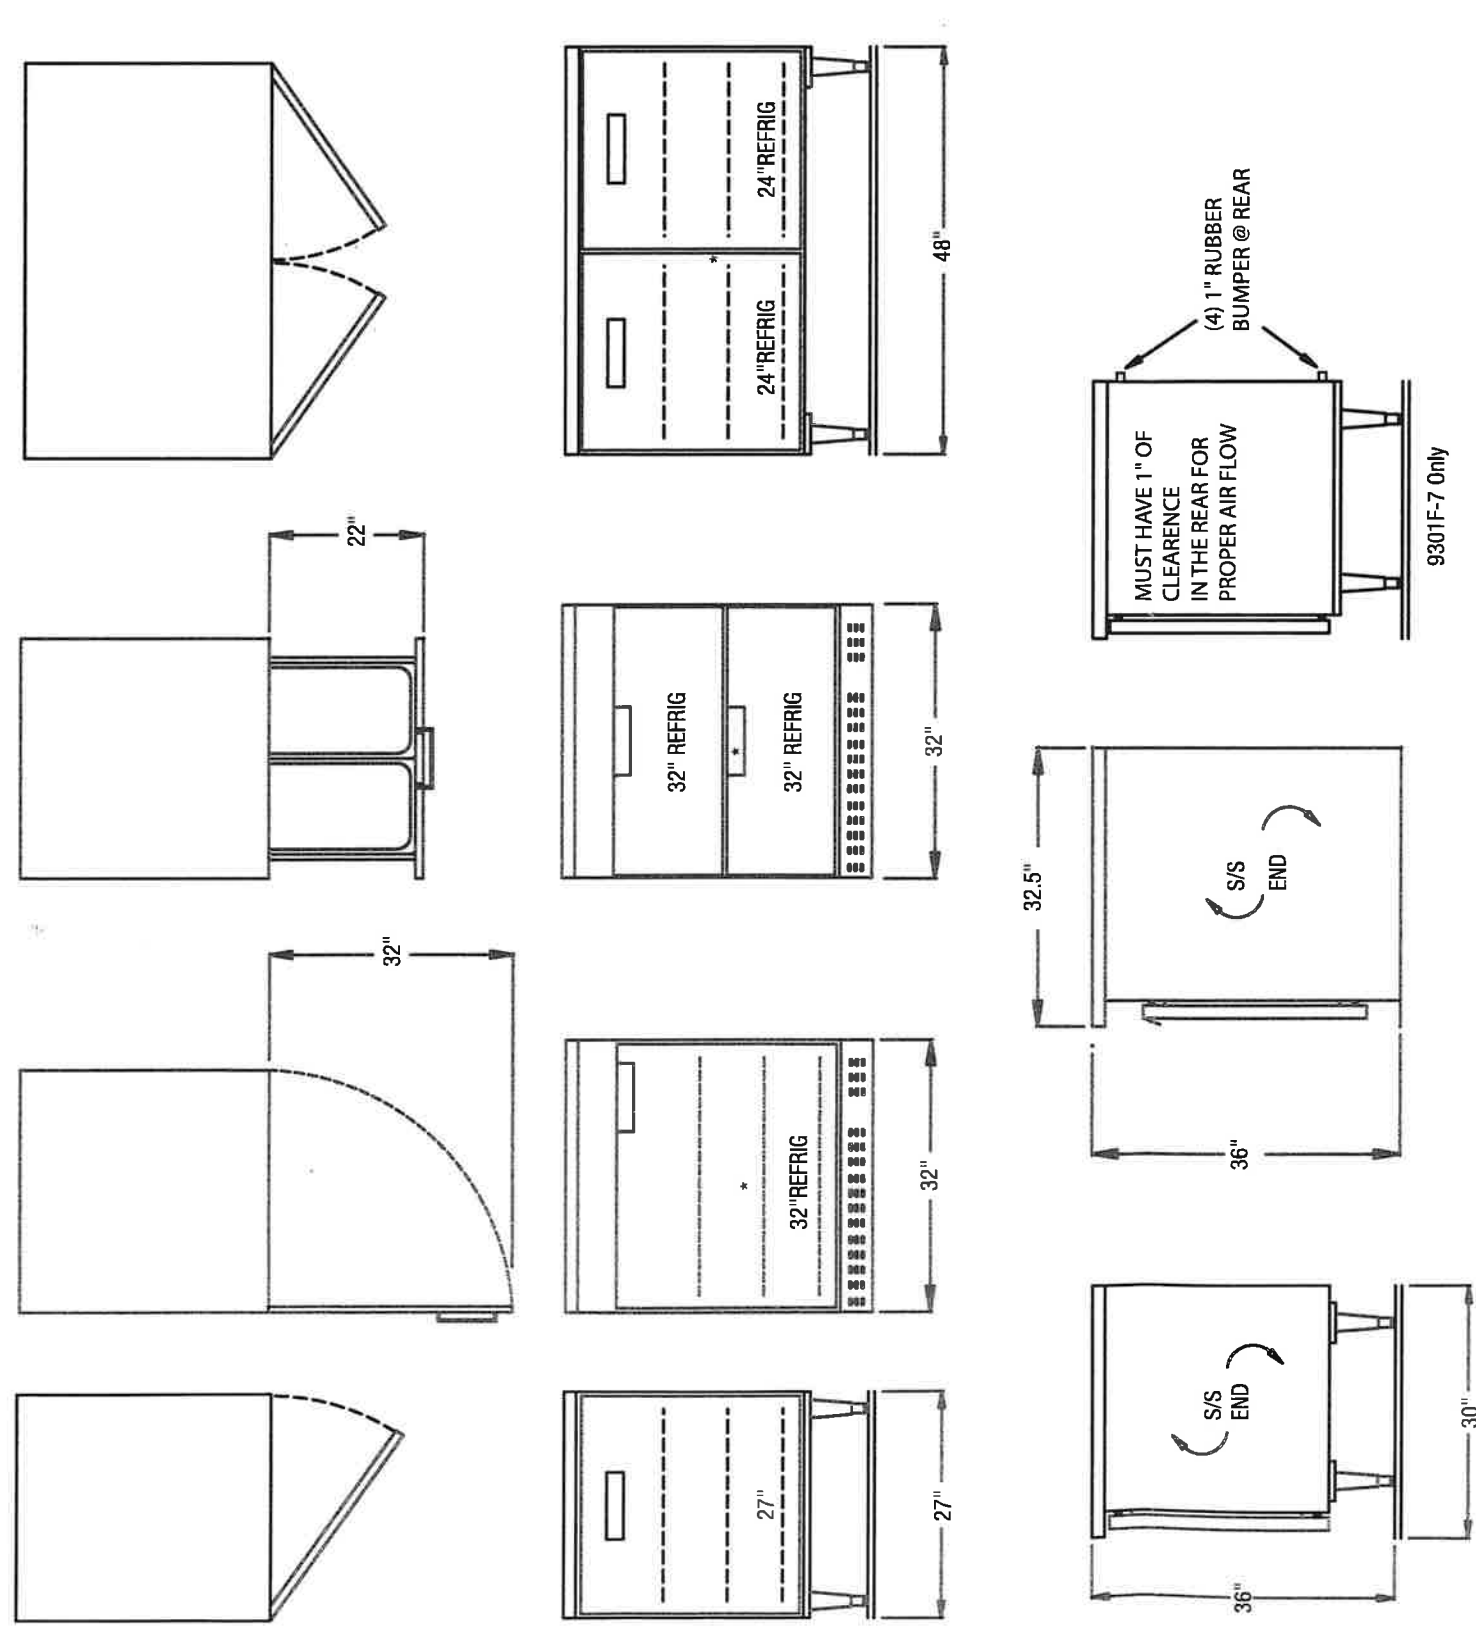 22"
32"
24"REFRIG
24"REFRIG
48"
32" REFRIG
32" REFRIG
32"
*
32"REFRIG
*
32"
*
27"
27"
(4) 1" RUBBER
BUMPER @ REAR
MUST HAVE 1" OF
CLEARENCE
IN THE REAR FOR
PROPER AIR FLOW
9301F-7 Only
32.5"
S/S
END
36"
S/S
END
36"
30"